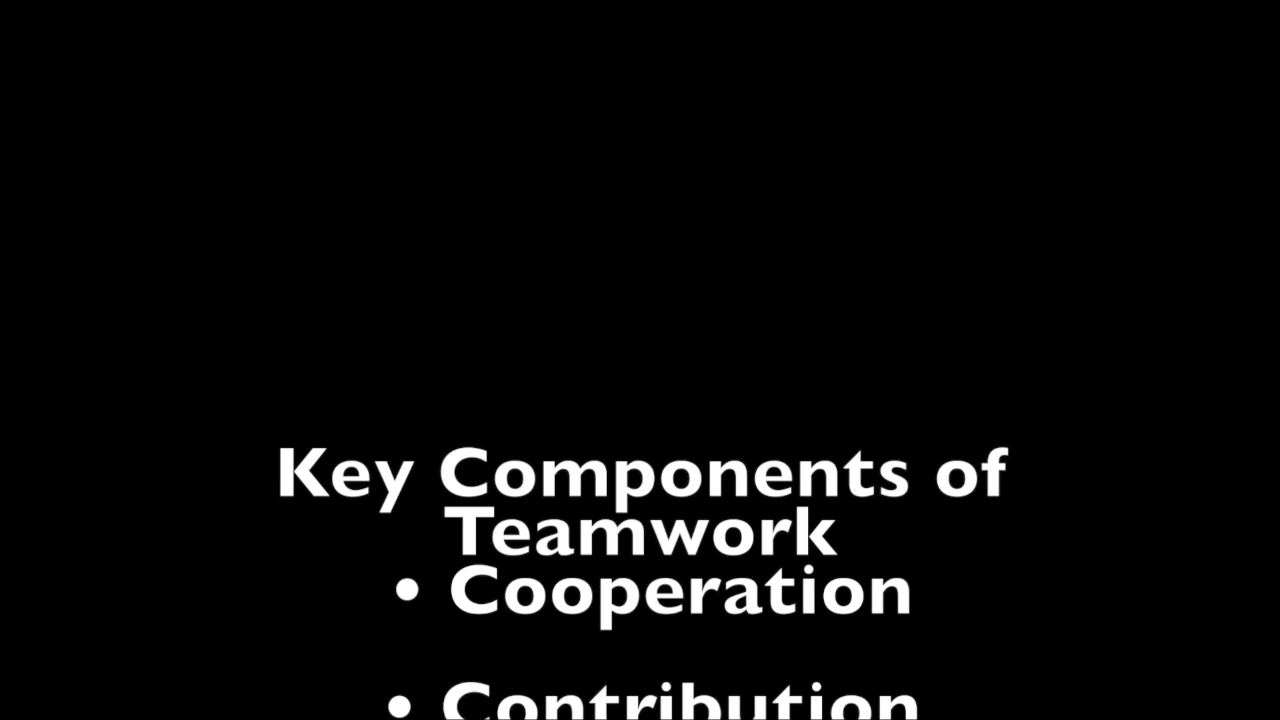 Key Components of
Teamwork
• Cooperation
• Contribution